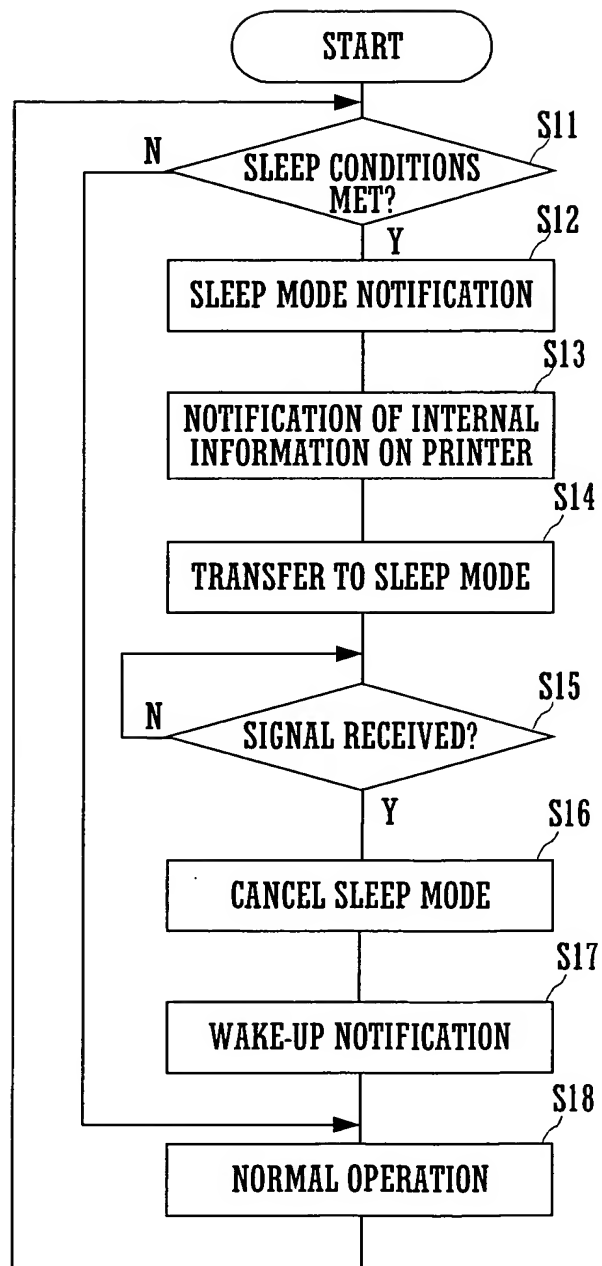 START
S11
N
SLEEP CONDITIONS
MET?
Y
S12
SLEEP MODE NOTIFICATION
S13
NOTIFICATION OF INTERNAL
INFORMATION ON PRINTER
S14
TRANSFER TO SLEEP MODE
S15
N
SIGNAL RECEIVED?
Y
S16
CANCEL SLEEP MODE
S17
WAKE-UP NOTIFICATION
S18
NORMAL OPERATION